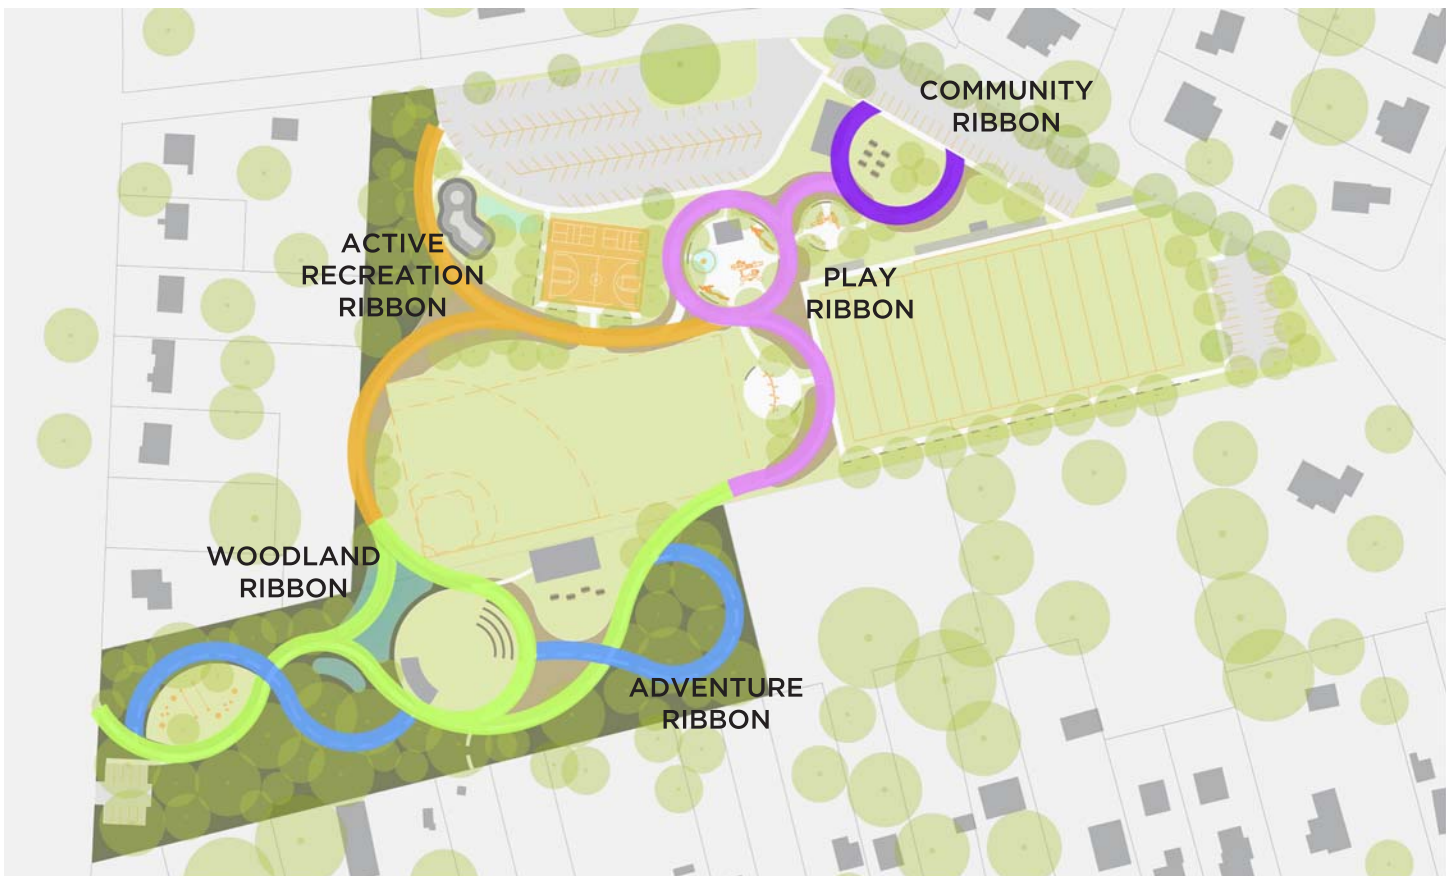 COMMUNITY
RIBBON
ACTIVE
RECREATION
RIBBON
PLAY
RIBBON
WOODLAND
RIBBON
ADVENTURE
RIBBON